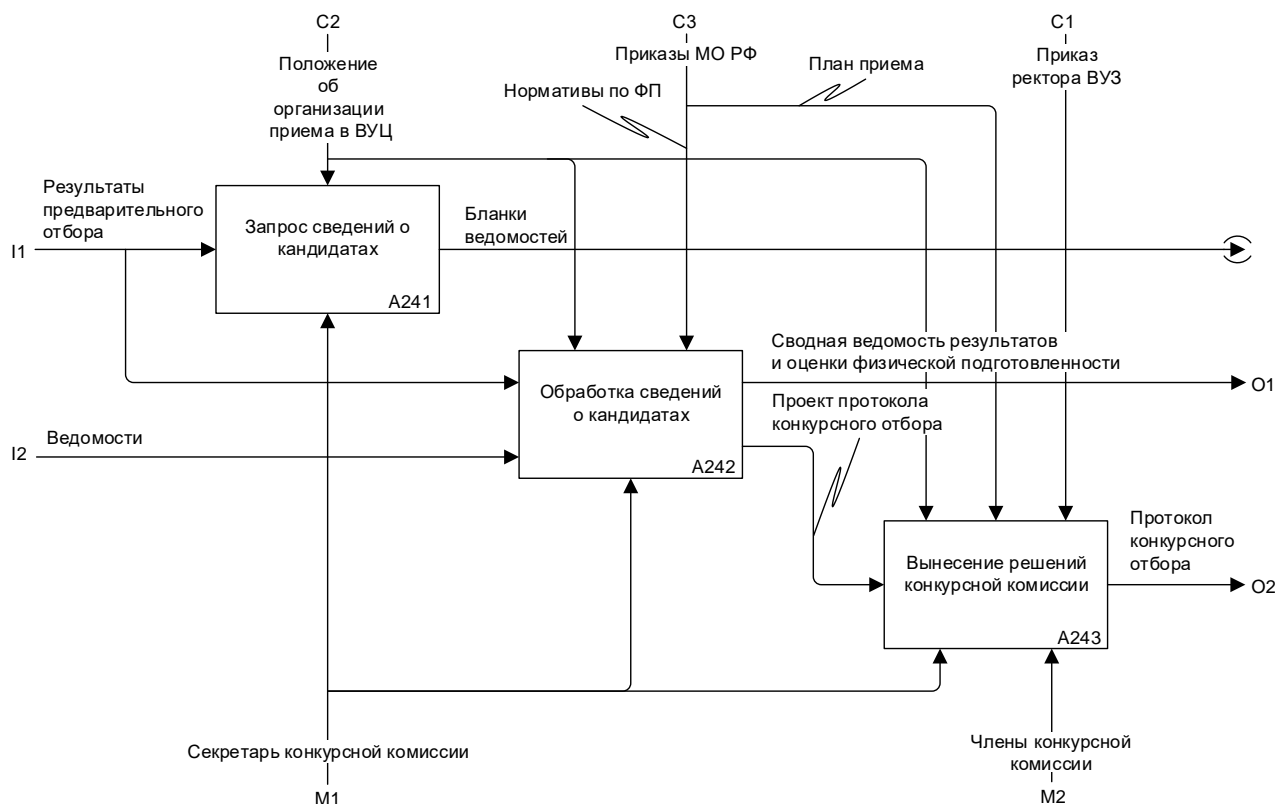 C2
C3
C1
Положение
об
организации
приема в ВУЦ
Приказы МО РФ
План приема
Приказ
ректора ВУЗ
Нормативы по ФП
Результаты
предварительного
отбора
I1
Запрос сведений о
кандидатах
A241
Бланки
ведомостей
Сводная ведомость результатов
и оценки физической подготовленности
O1
Обработка сведений
о кандидатах
A242
Проект протокола
конкурсного отбора
Ведомости
I2
Вынесение решений
конкурсной комиссии
A243
Протокол
конкурсного
отбора
O2
Секретарь конкурсной комиссии
M1
Члены конкурсной
комиссии
M2